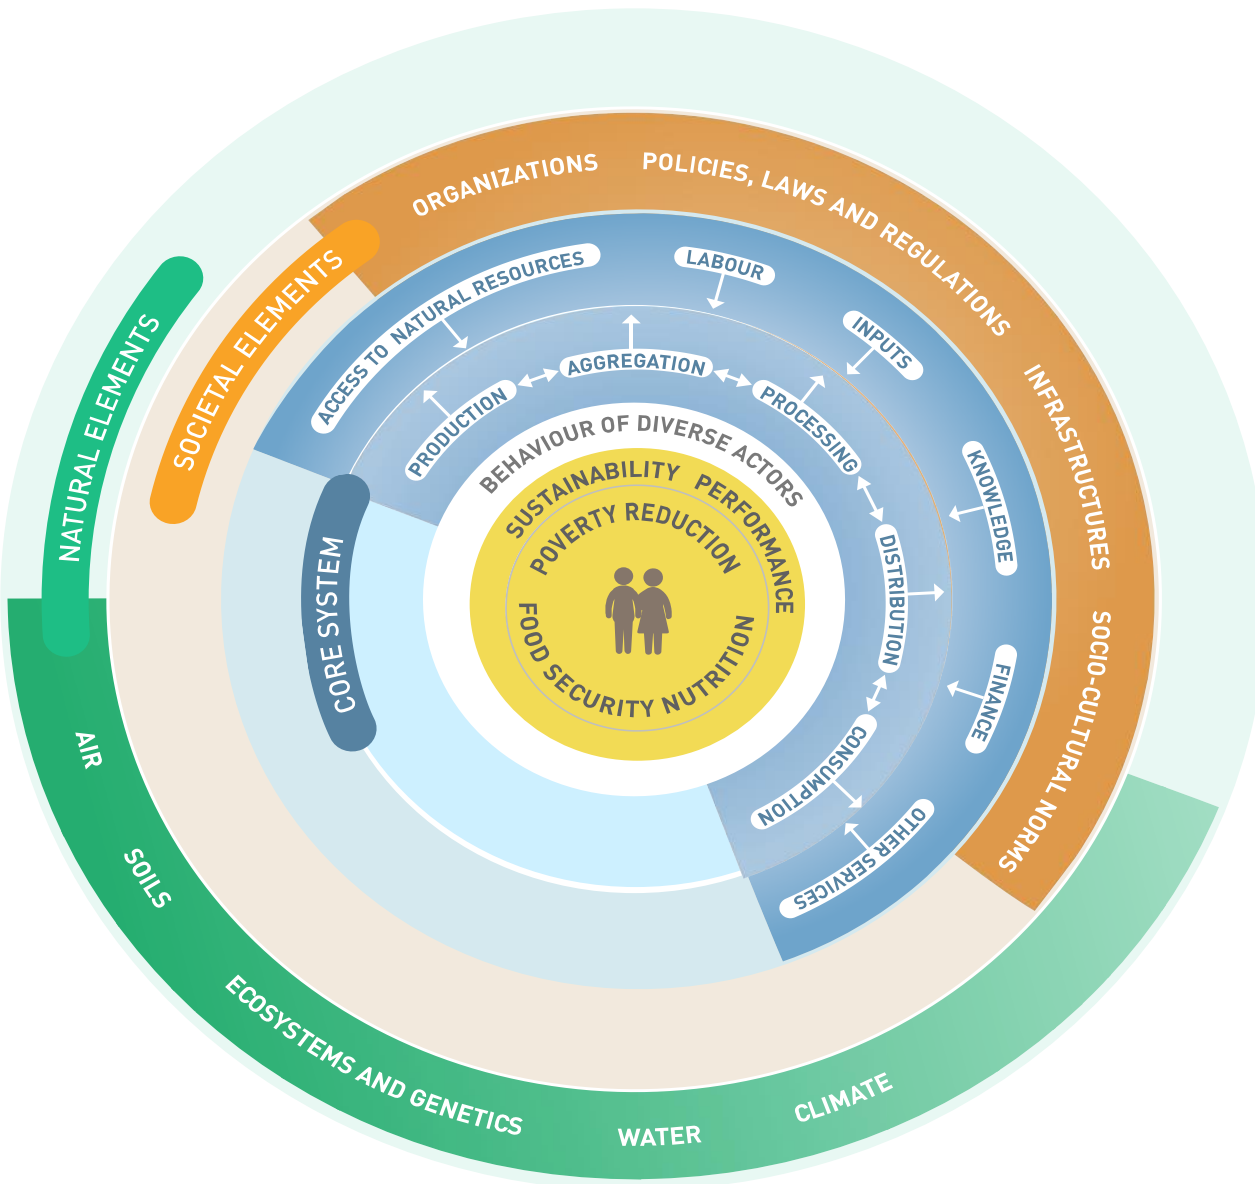 NATURAL ELEMENTS
SOCIETAL ELEMENTS
CORE SYSTEM
ORGANIZATIONS
POLICIES, LAWS AND REGULATIONS
INFRASTRUCTURES
SOCIO-CULTURAL NORMS
ACCESS TO NATURAL RESOURCES
LABOUR
INPUTS
KNOWLEDGE
FINANCE
OTHER SERVICES
PRODUCTION
AGGREGATION
PROCESSING
DISTRIBUTION
CONSUMPTION
BEHAVIOUR OF DIVERSE ACTORS
SUSTAINABILITY PERFORMANCE
POVERTY REDUCTION
FOOD SECURITY NUTRITION
AIR
SOILS
ECOSYSTEMS AND GENETICS
WATER
CLIMATE